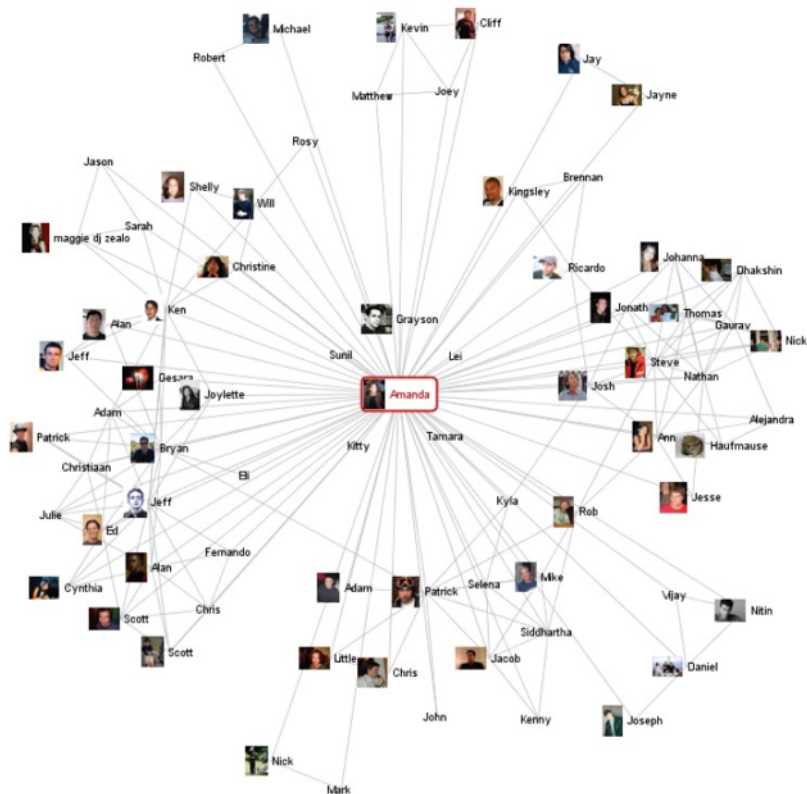 Michael
Kevin
Cliff
Robert
Jay
Matthew
Joey
Jayne
Rosy
Jason
Shelly
Will
Kingsley
Brennan
Sarah
maggie dj zealo
Christine
Ricardo
Johanna
Dhakshin
Ken
Alan
Grayson
Jonath
Thomas
Gaurav
Nick
Jeff
Sunil
Lei
Steve
Gesara
Joylette
Amanda
Josh
Nathan
Adam
Alejandra
Patrick
Bryan
Kitty
Tamara
Ann
Haufmause
Christiaan
Jeff
Kyla
Jesse
Julie
Ed
Rob
Fernando
Alan
Cynthia
Adam
Patrick
Selena
Mike
Vijay
Scott
Chris
Nitin
Siddhartha
Scott
Little
Chris
Jacob
Daniel
John
Kenny
Joseph
Nick
Mark